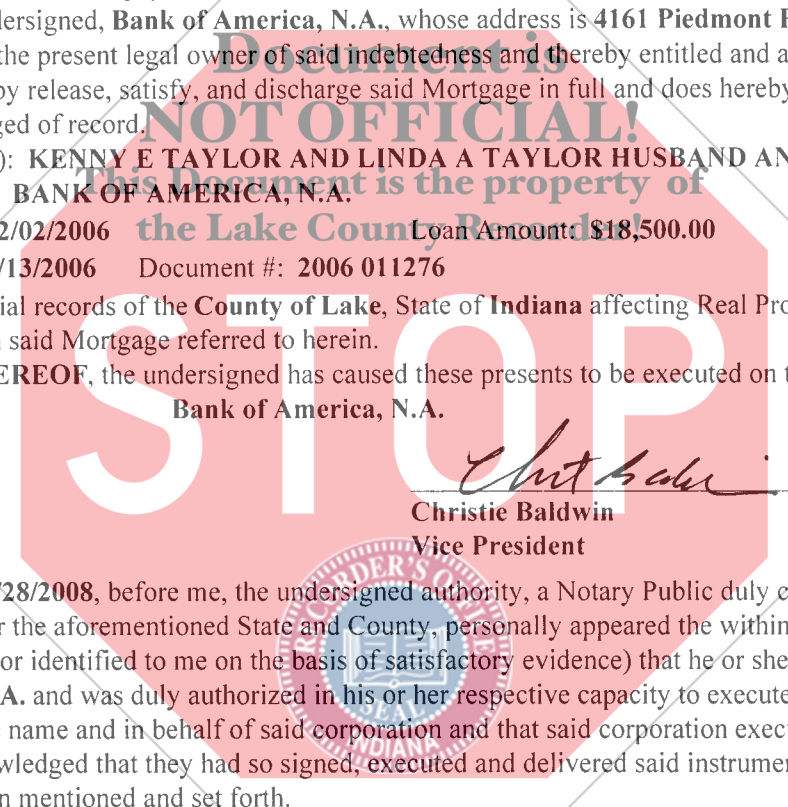 dersigned, Bank of America, N.A., whose address is 4161 Piedmont P
the present legal owner of said indebtedness and thereby entitled and a
by release, satisfy, and discharge said Mortgage in full and does hereby
ged of record.
Document is
NOT OFFICIAL!
This Document is the property of
the Lake County Recorder!
): KENNY E TAYLOR AND LINDA A TAYLOR HUSBAND AN
BANK OF AMERICA, N.A.
2/02/2006 Loan Amount: $18,500.00
/13/2006 Document #: 2006 011276
ial records of the County of Lake, State of Indiana affecting Real Pro
said Mortgage referred to herein.
EREOF, the undersigned has caused these presents to be executed on t
Bank of America, N.A.
STOP
Christie Baldwin
Vice President
/28/2008, before me, the undersigned authority, a Notary Public duly c
r the aforementioned State and County, personally appeared the within
or identified to me on the basis of satisfactory evidence) that he or she
A. and was duly authorized in his or her respective capacity to execute
name and in behalf of said corporation and that said corporation exec
wledged that they had so signed, executed and delivered said instrumen
n mentioned and set forth.
RECORDER'S OFFICE
SEAL
INDIANA